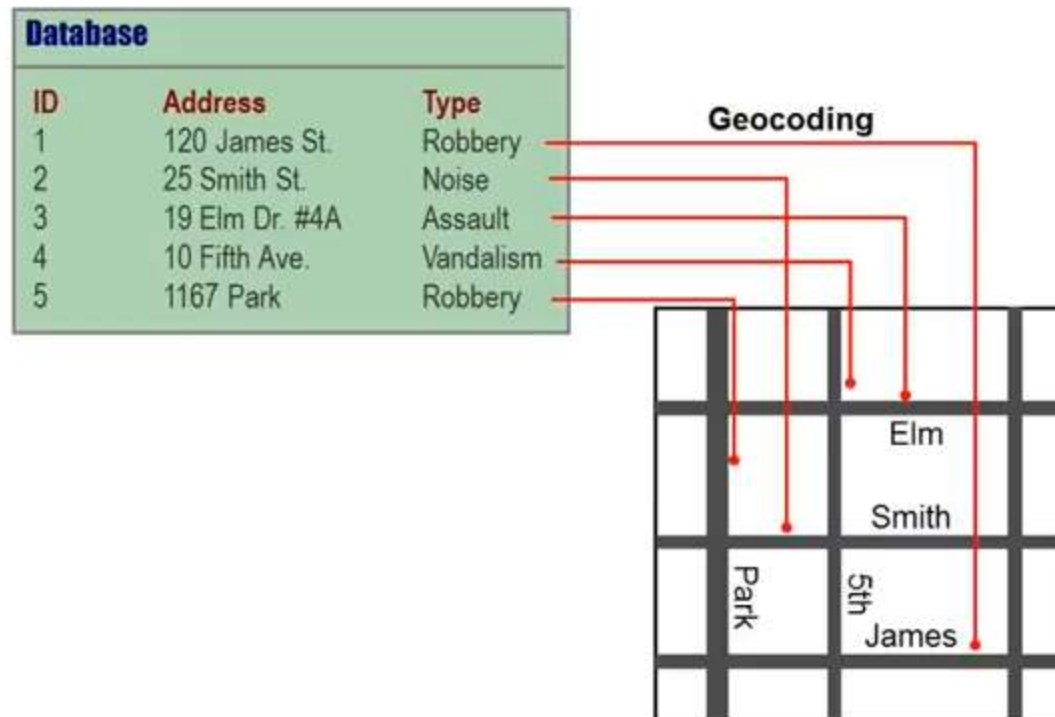 Database
ID Address Type
1 120 James St. Robbery
2 25 Smith St. Noise
3 19 Elm Dr. #4A Assault
4 10 Fifth Ave. Vandalism
5 1167 Park Robbery
Geocoding
Elm
Smith
Park
5th
James